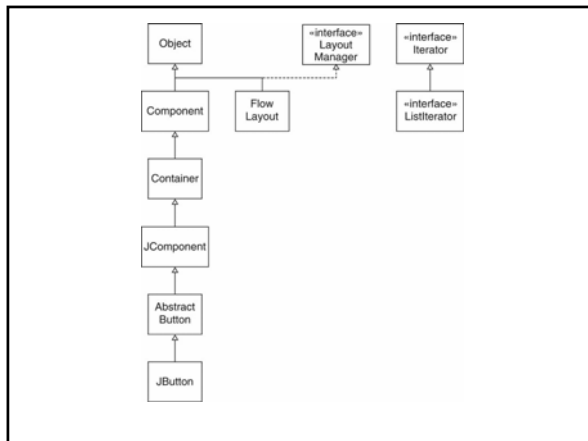 Object
«interface»
Layout
Manager
«interface»
Iterator
Component
Flow
Layout
«interface»
ListIterator
Container
JComponent
Abstract
Button
JButton